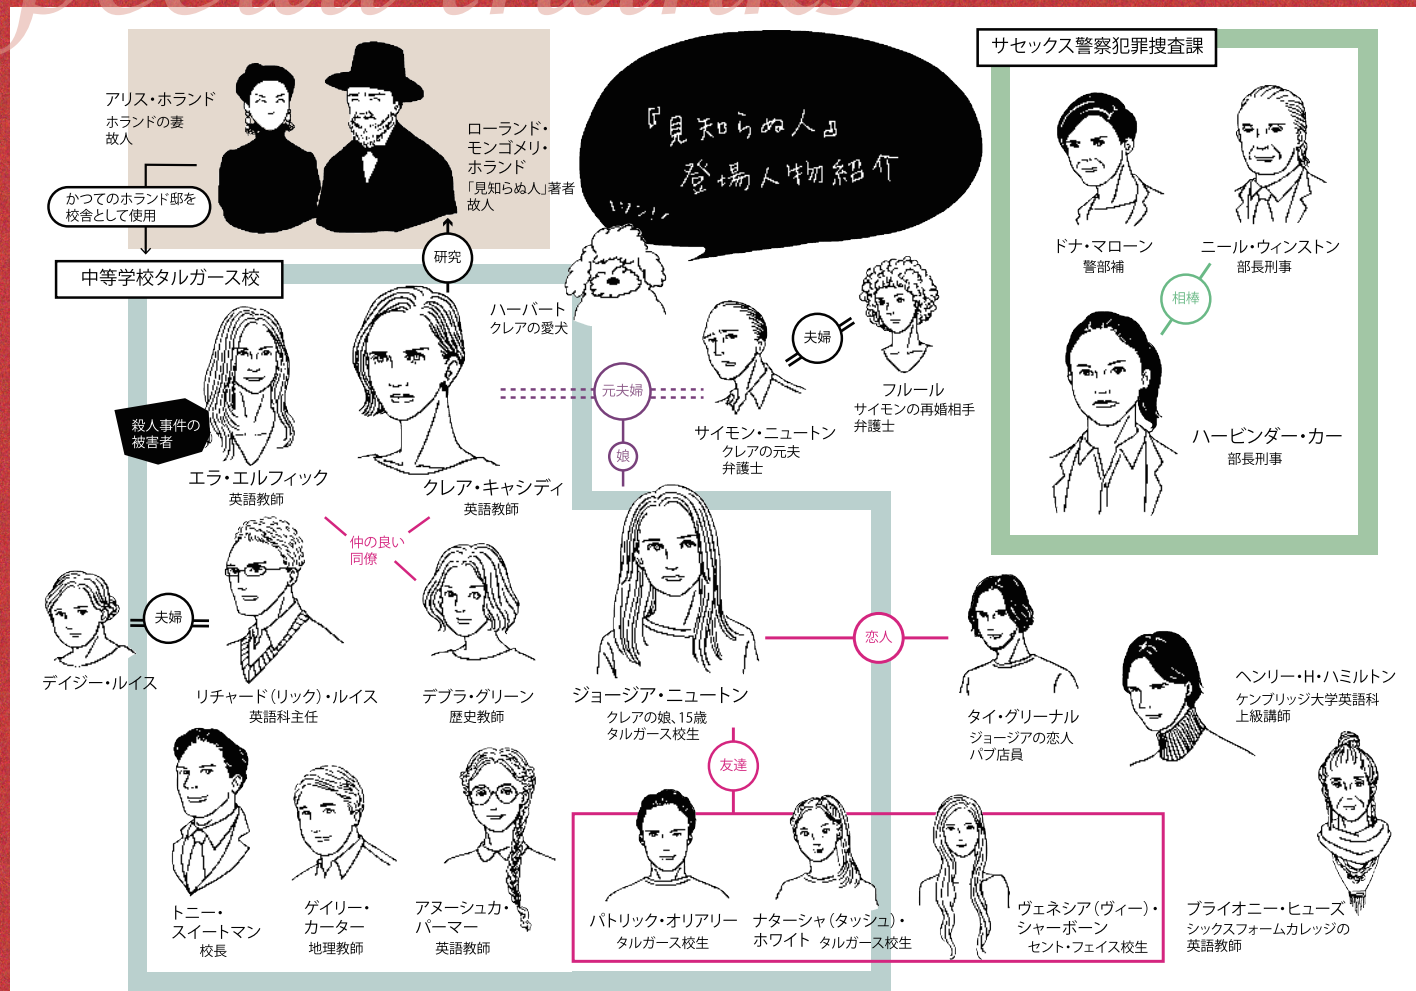 special thanks
『見知らぬ人』
登場人物紹介
ワン!
アリス・ホランド
ホランドの妻
故人
ローランド・
モンゴメリ・
ホランド
「見知らぬ人」著者
故人
かつてのホランド邸を
校舎として使用
研究
中等学校タルガース校
ハーバート
クレアの愛犬
殺人事件の
被害者
エラ・エルフィック
英語教師
クレア・キャシディ
英語教師
仲の良い
同僚
元夫婦
娘
サイモン・ニュートン
クレアの元夫
弁護士
夫婦
フルール
サイモンの再婚相手
弁護士
サセックス警察犯罪捜査課
ドナ・マローン
警部補
ニール・ウィンストン
部長刑事
相棒
ハービンダー・カー
部長刑事
デイジー・ルイス
夫婦
リチャード(リック)・ルイス
英語科主任
デブラ・グリーン
歴史教師
ジョージア・ニュートン
クレアの娘、15歳
タルガース校生
恋人
タイ・グリーナル
ジョージアの恋人
パブ店員
ヘンリー・H・ハミルトン
ケンブリッジ大学英語科
上級講師
友達
トニー・
スイートマン
校長
ゲイリー・
カーター
地理教師
アヌーシュカ・
パーマー
英語教師
パトリック・オリアリー
タルガース校生
ナターシャ(タッシュ)・
ホワイト タルガース校生
ヴェネシア(ヴィー)・
シャーボーン
セント・フェイス校生
ブライオニー・ヒューズ
シックスフォームカレッジの
英語教師